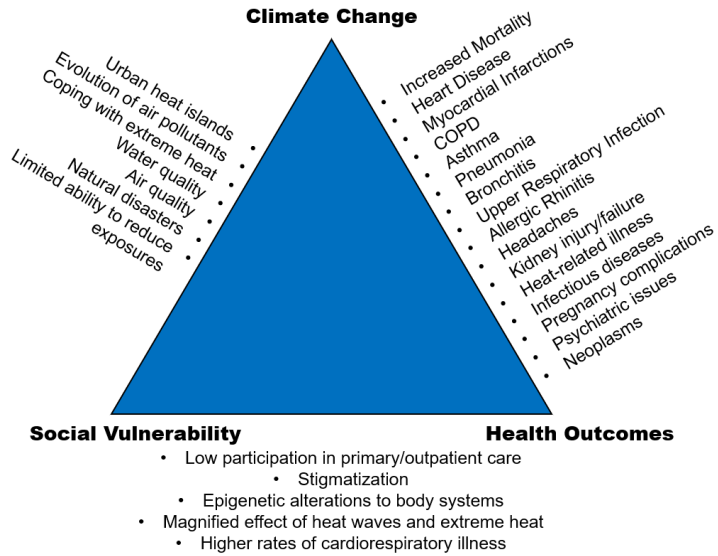 Climate Change
Urban heat islands
Evolution of air pollutants
Coping with extreme heat
Water quality
Air quality
Natural disasters
Limited ability to reduce
exposures
Increased Mortality
Heart Disease
Myocardial Infarctions
COPD
Asthma
Pneumonia
Bronchitis
Upper Respiratory Infection
Allergic Rhinitis
Headaches
Kidney injury/failure
Heat-related illness
Infectious diseases
Pregnancy complications
Psychiatric issues
Neoplasms
Social Vulnerability
Health Outcomes
• Low participation in primary/outpatient care
• Stigmatization
• Epigenetic alterations to body systems
• Magnified effect of heat waves and extreme heat
• Higher rates of cardiorespiratory illness